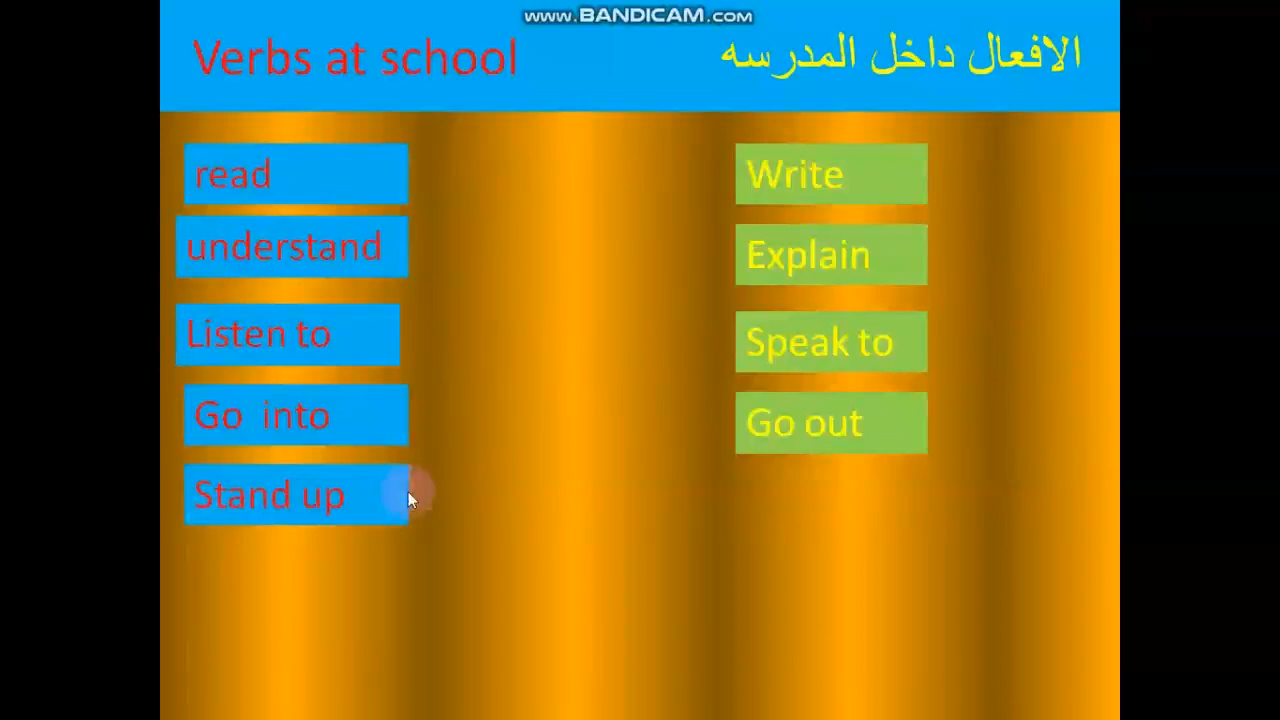 www.BANDICAM.com
Verbs at school
الافعال داخل المدرسه
read
Write
understand
Explain
Listen to
Speak to
Go into
Go out
Stand up